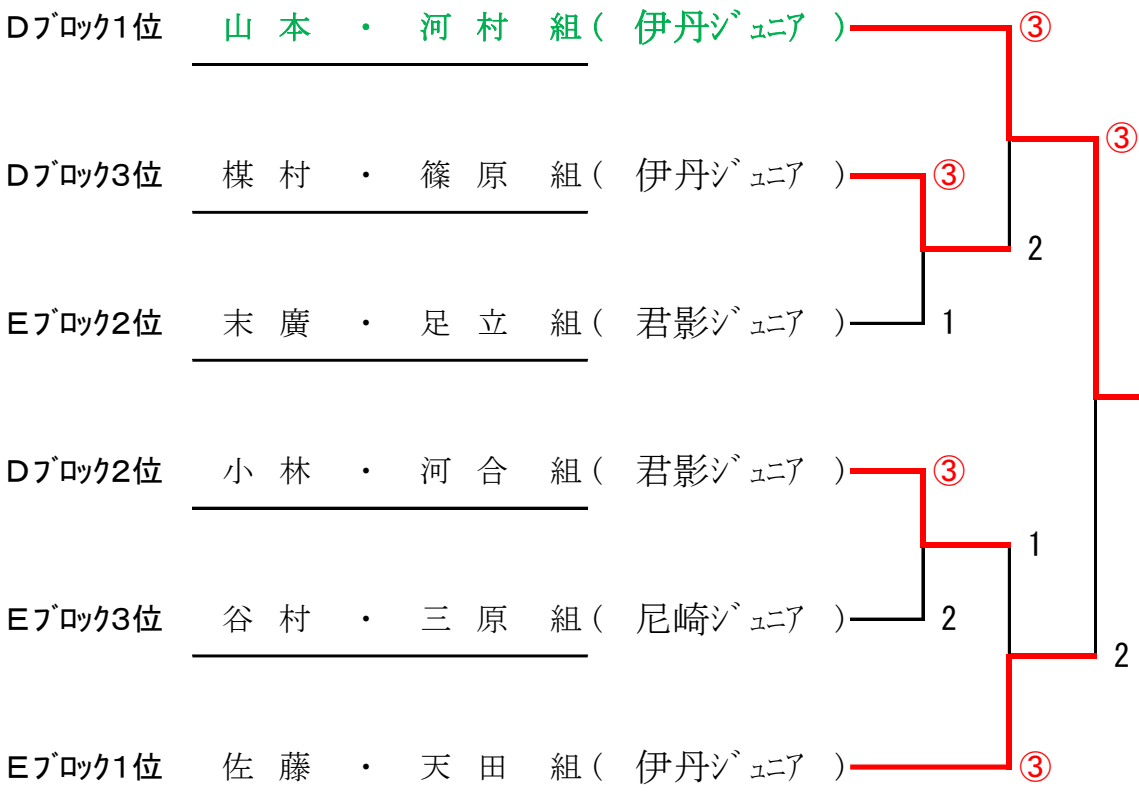 Dブロック1位 山本・河村 組( 伊丹ジュニア ) ③
③
Dブロック3位 楳村・篠原 組( 伊丹ジュニア ) ③
2
Eブロック2位 末廣・足立 組( 君影ジュニア ) 1
Dブロック2位 小林・河合 組( 君影ジュニア ) ③
1
Eブロック3位 谷村・三原 組( 尼崎ジュニア ) 2
2
Eブロック1位 佐藤・天田 組( 伊丹ジュニア ) ③